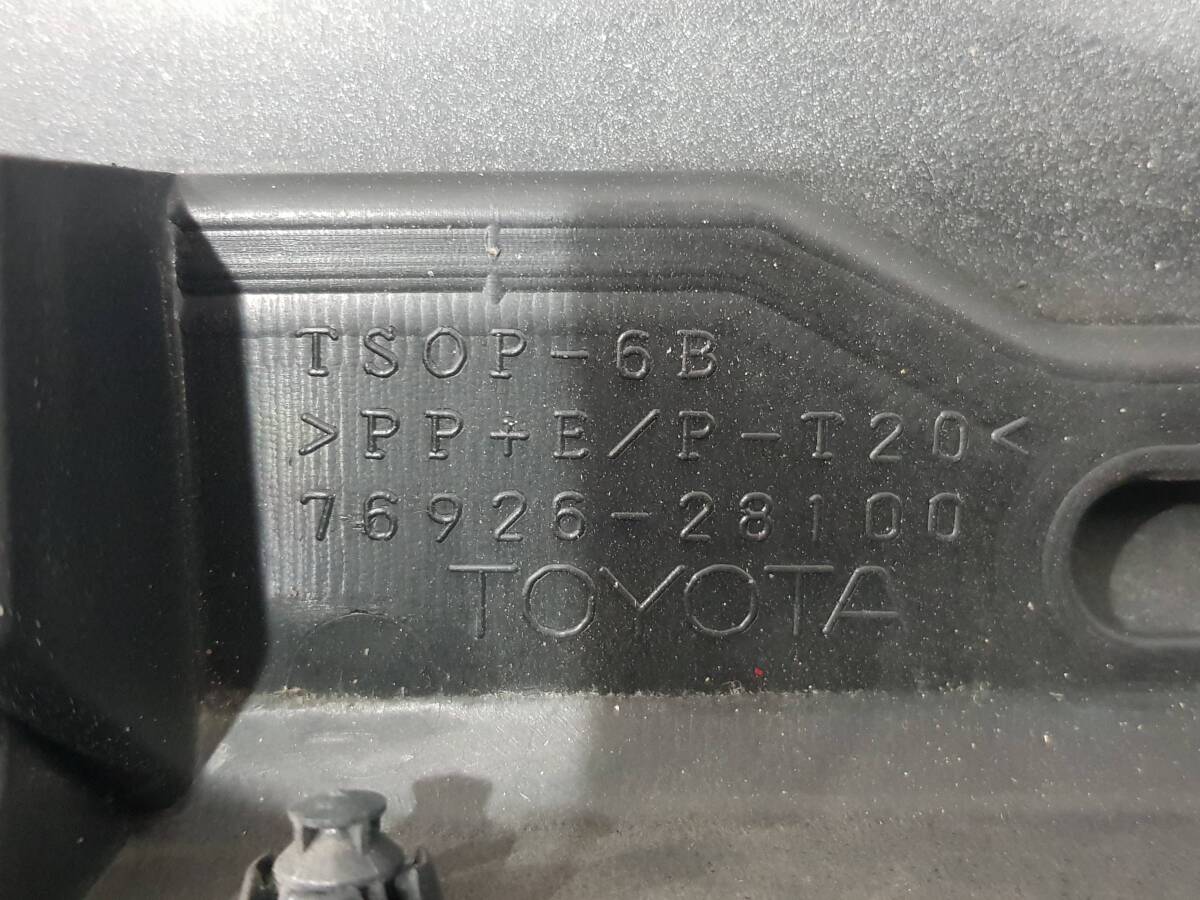 TSOP-6B
>PP+E/P-T20<
76926-28100
TOYOTA